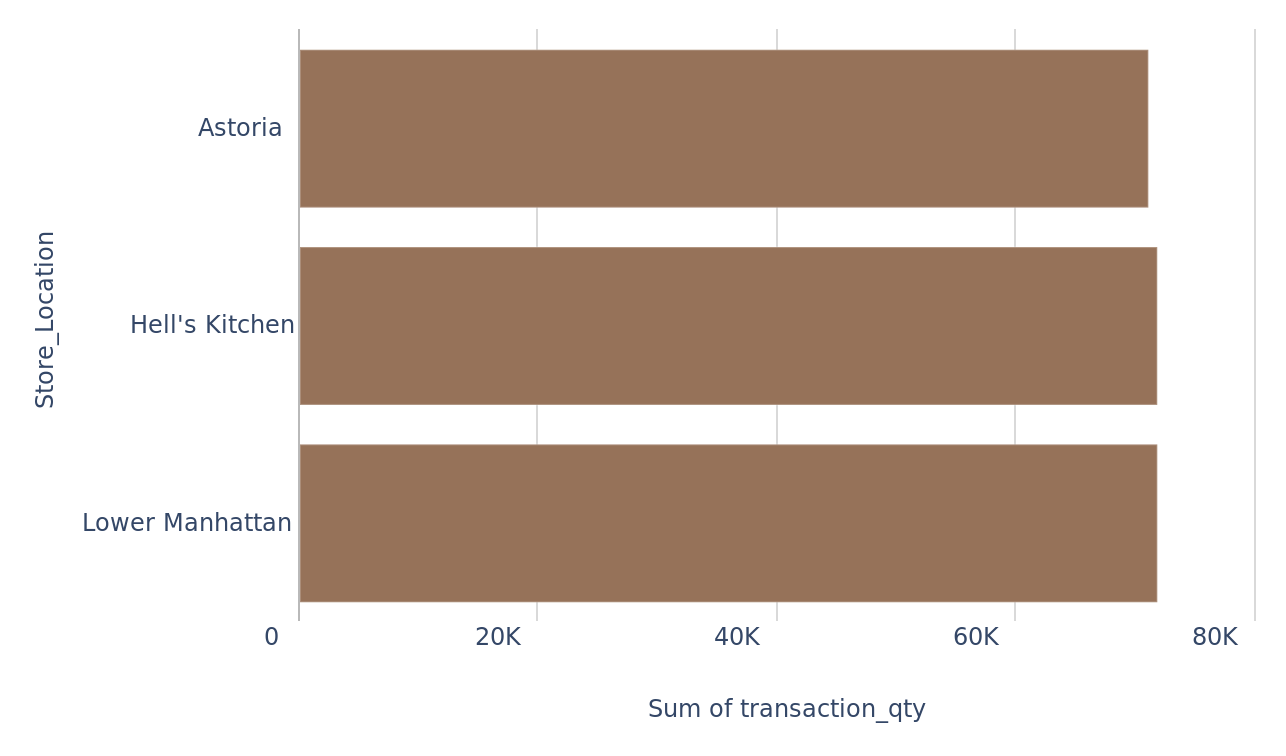 Astoria
Hell's Kitchen
Lower Manhattan
Store_Location
0 20K 40K 60K 80K
Sum of transaction_qty